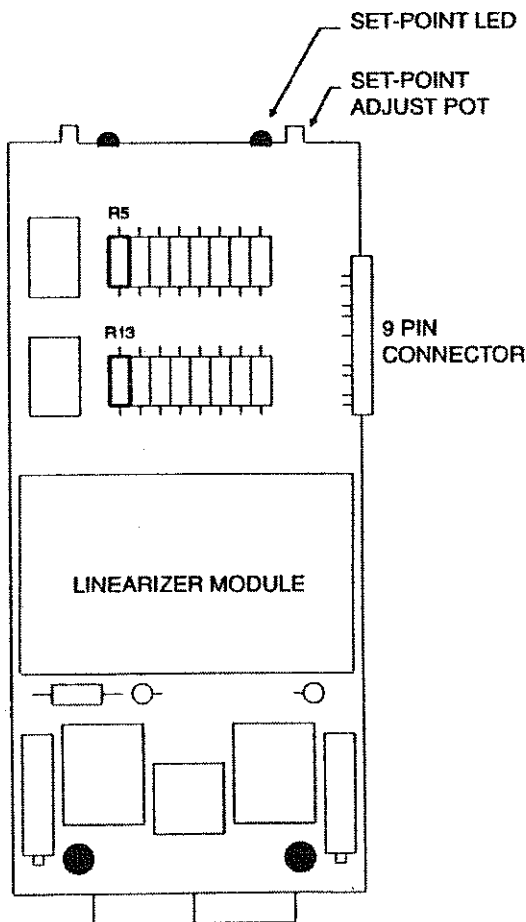 SET-POINT LED
SET-POINT
ADJUST POT
R5
R13
9 PIN
CONNECTOR
LINEARIZER MODULE